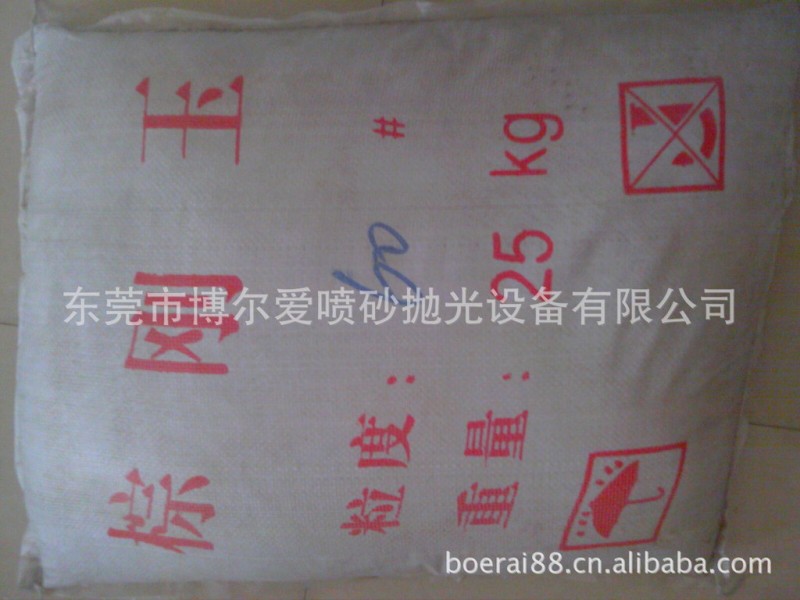 棕刚玉
粒度： #
重量：25 kg
东莞市博尔爱喷砂抛光设备有限公司
boerai88.cn.alibaba.com